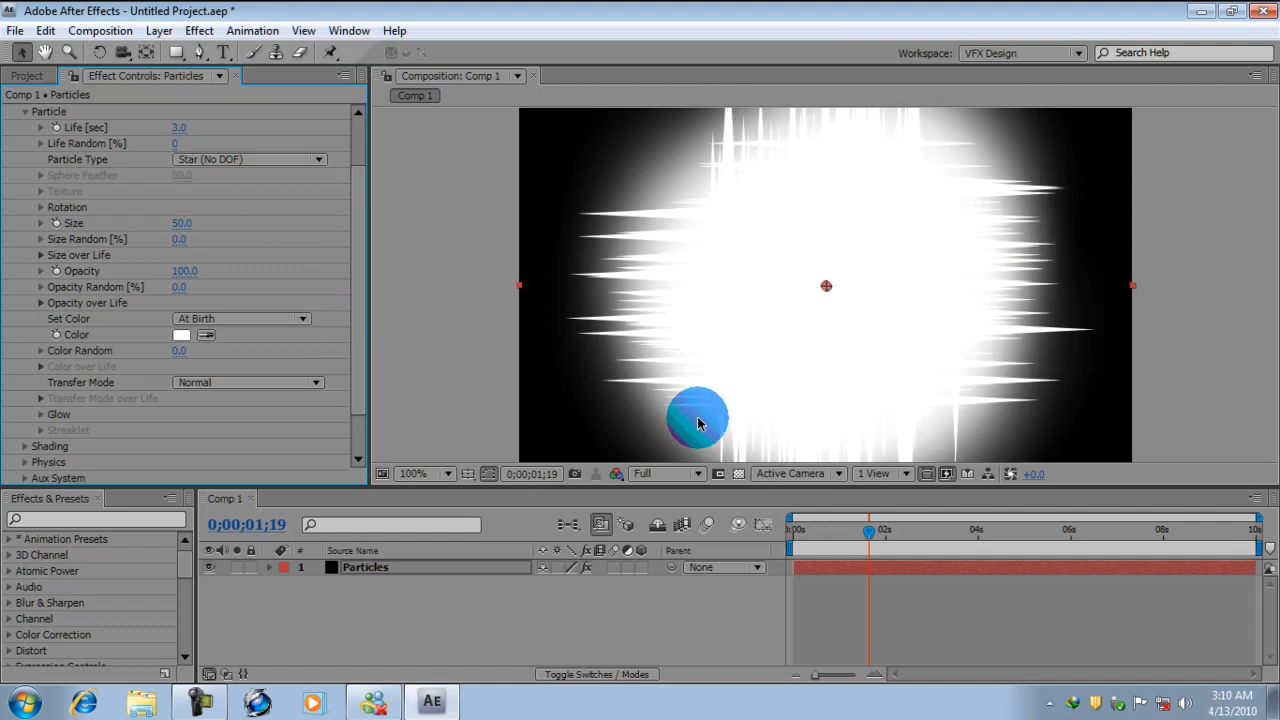 Adobe After Effects - Untitled Project.aep *
File Edit Composition Layer Effect Animation View Window Help
Workspace: VFX Design Search Help
Project Effect Controls: Particles Composition: Comp 1
Comp 1 • Particles
Comp 1
Particle
Life [sec] 3.0
Life Random [%] 0
Particle Type Star (No DOF)
Sphere Feather 50.0
Texture
Rotation
Size 50.0
Size Random [%] 0.0
Size over Life
Opacity 100.0
Opacity Random [%] 0.0
Opacity over Life
Set Color At Birth
Color
Color Random 0.0
Color over Life
Transfer Mode Normal
Transfer Mode over Life
Glow
Streaklet
Shading
Physics
Aux System
100% 0;00;01;19 Full Active Camera 1 View +0.0
Effects & Presets
Comp 1
0;00;01;19
0:00s 02s 04s 06s 08s 10s
# Source Name Parent
1 Particles None
* Animation Presets
3D Channel
Atomic Power
Audio
Blur & Sharpen
Channel
Color Correction
Distort
Expression Controls
Toggle Switches / Modes
3:10 AM
4/13/2010